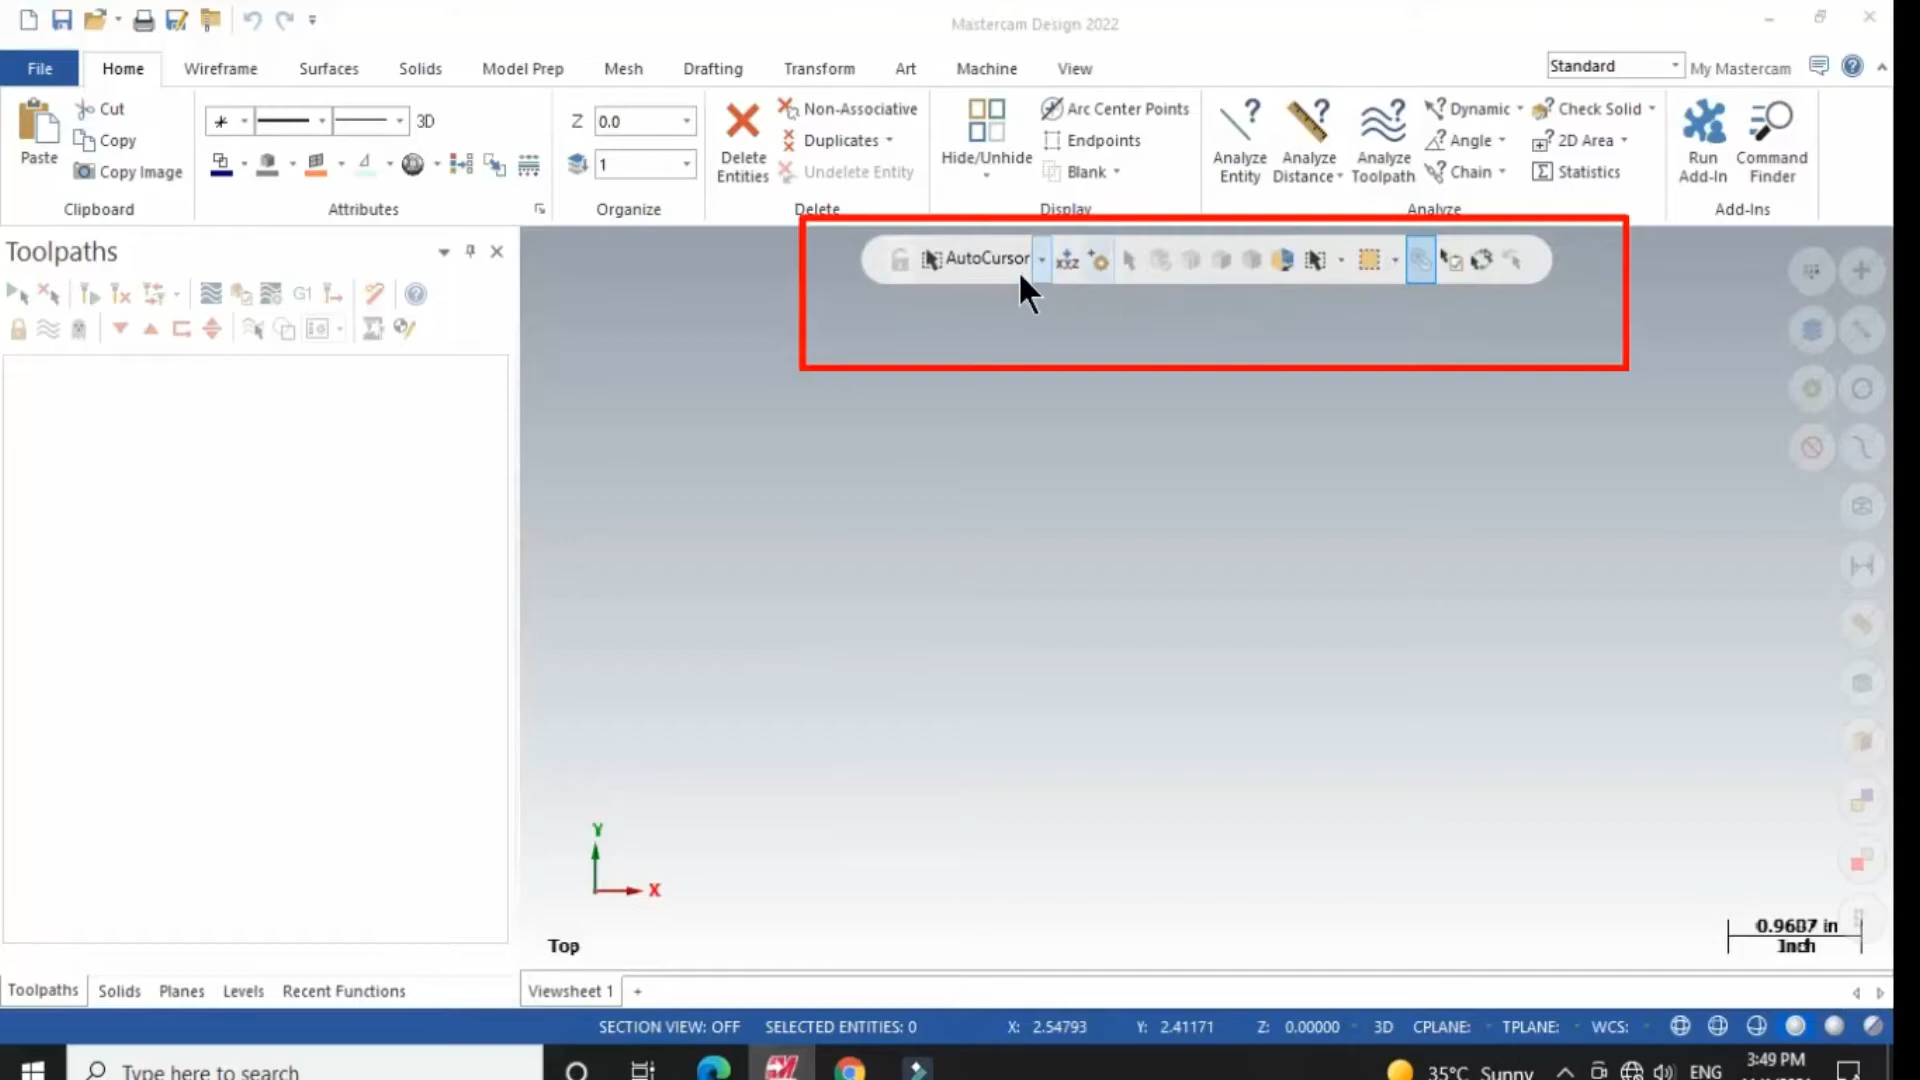 Mastercam Design 2022
File Home Wireframe Surfaces Solids Model Prep Mesh Drafting Transform Art Machine View Standard My Mastercam
Paste
Cut
Copy
Copy Image
Clipboard
3D
Attributes
Z 0.0
1
Organize
Delete
Entities
Non-Associative
Duplicates
Undelete Entity
Delete
Hide/Unhide
Arc Center Points
Endpoints
Blank
Display
Analyze
Entity
Analyze
Distance
Analyze
Toolpath
Dynamic
Angle
Chain
Check Solid
2D Area
Statistics
Analyze
Run
Add-In
Command
Finder
Add-Ins
Toolpaths
G1
AutoCursor
XYZ
Y
X
Top
0.9687 in
Inch
Toolpaths Solids Planes Levels Recent Functions
Viewsheet 1 +
SECTION VIEW: OFF SELECTED ENTITIES: 0 X: 2.54793 Y: 2.41171 Z: 0.00000 3D CPLANE: TPLANE: WCS:
Type here to search
35°C Sunny ENG
3:49 PM